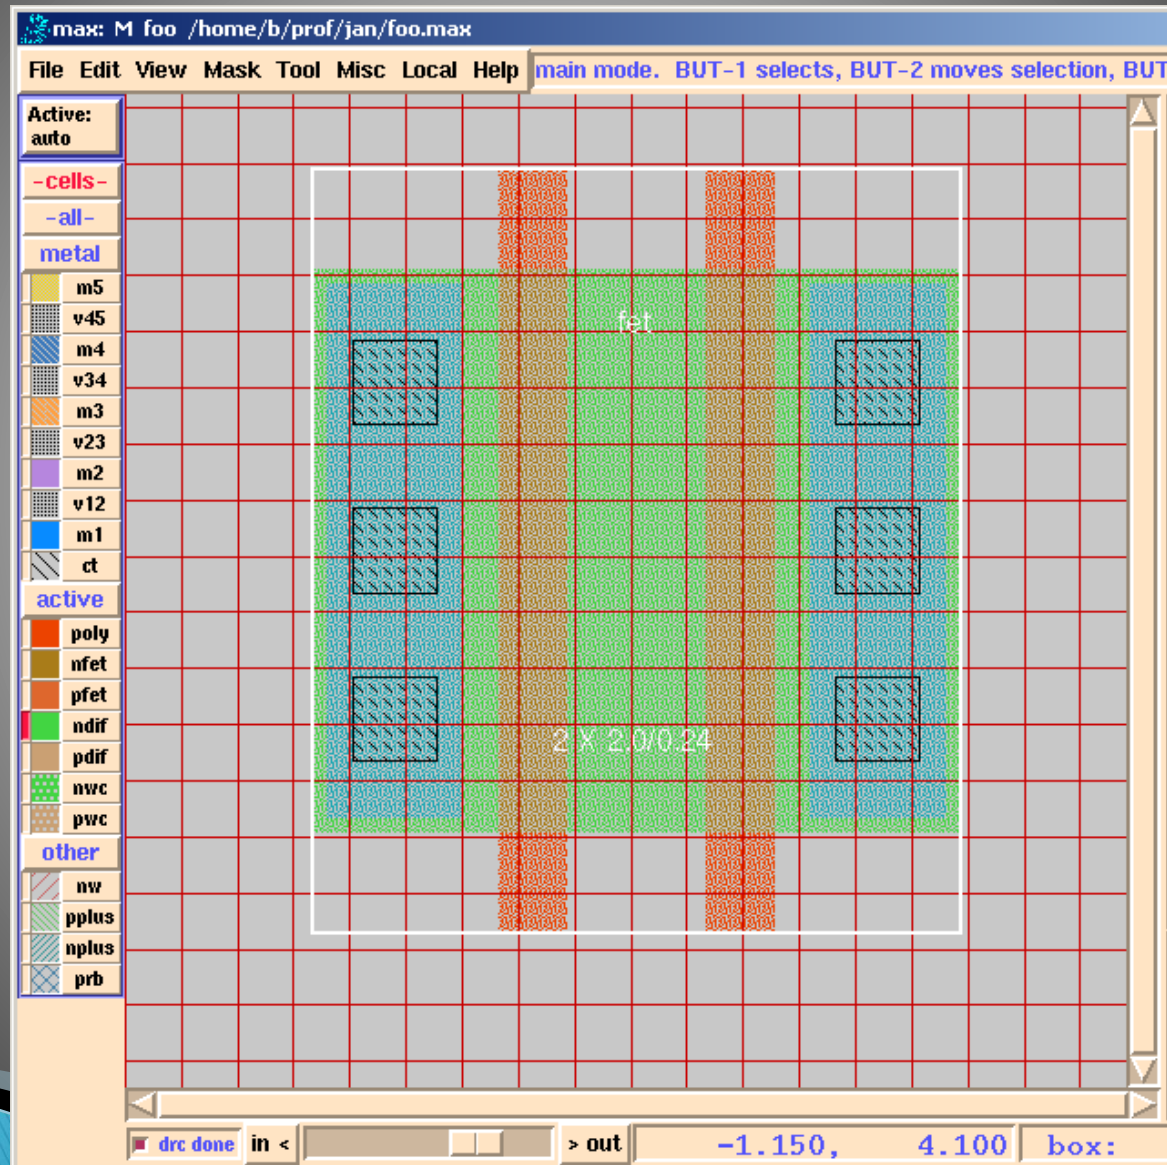 max: M foo /home/b/prof/jan/foo.max
File Edit View Mask Tool Misc Local Help main mode. BUT-1 selects, BUT-2 moves selection, BUT
Active:
auto
-cells-
-all-
metal
m5
v45
m4
v34
m3
v23
m2
v12
m1
ct
active
poly
nfet
pfet
ndif
pdif
nwc
pwc
other
nw
pplus
nplus
prb
fet
2 X 2.0/0.24
drc done in < > out -1.150, 4.100 box: